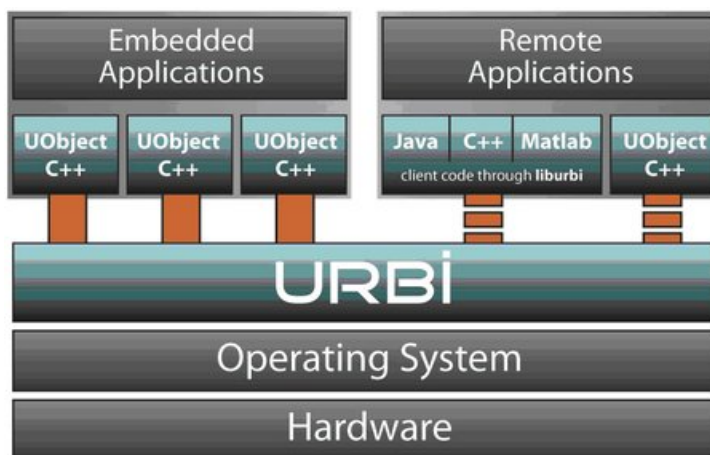 Embedded
Applications
Remote
Applications
UObject
C++
UObject
C++
UObject
C++
Java C++ Matlab
client code through liburbi
UObject
C++
URBi
Operating System
Hardware